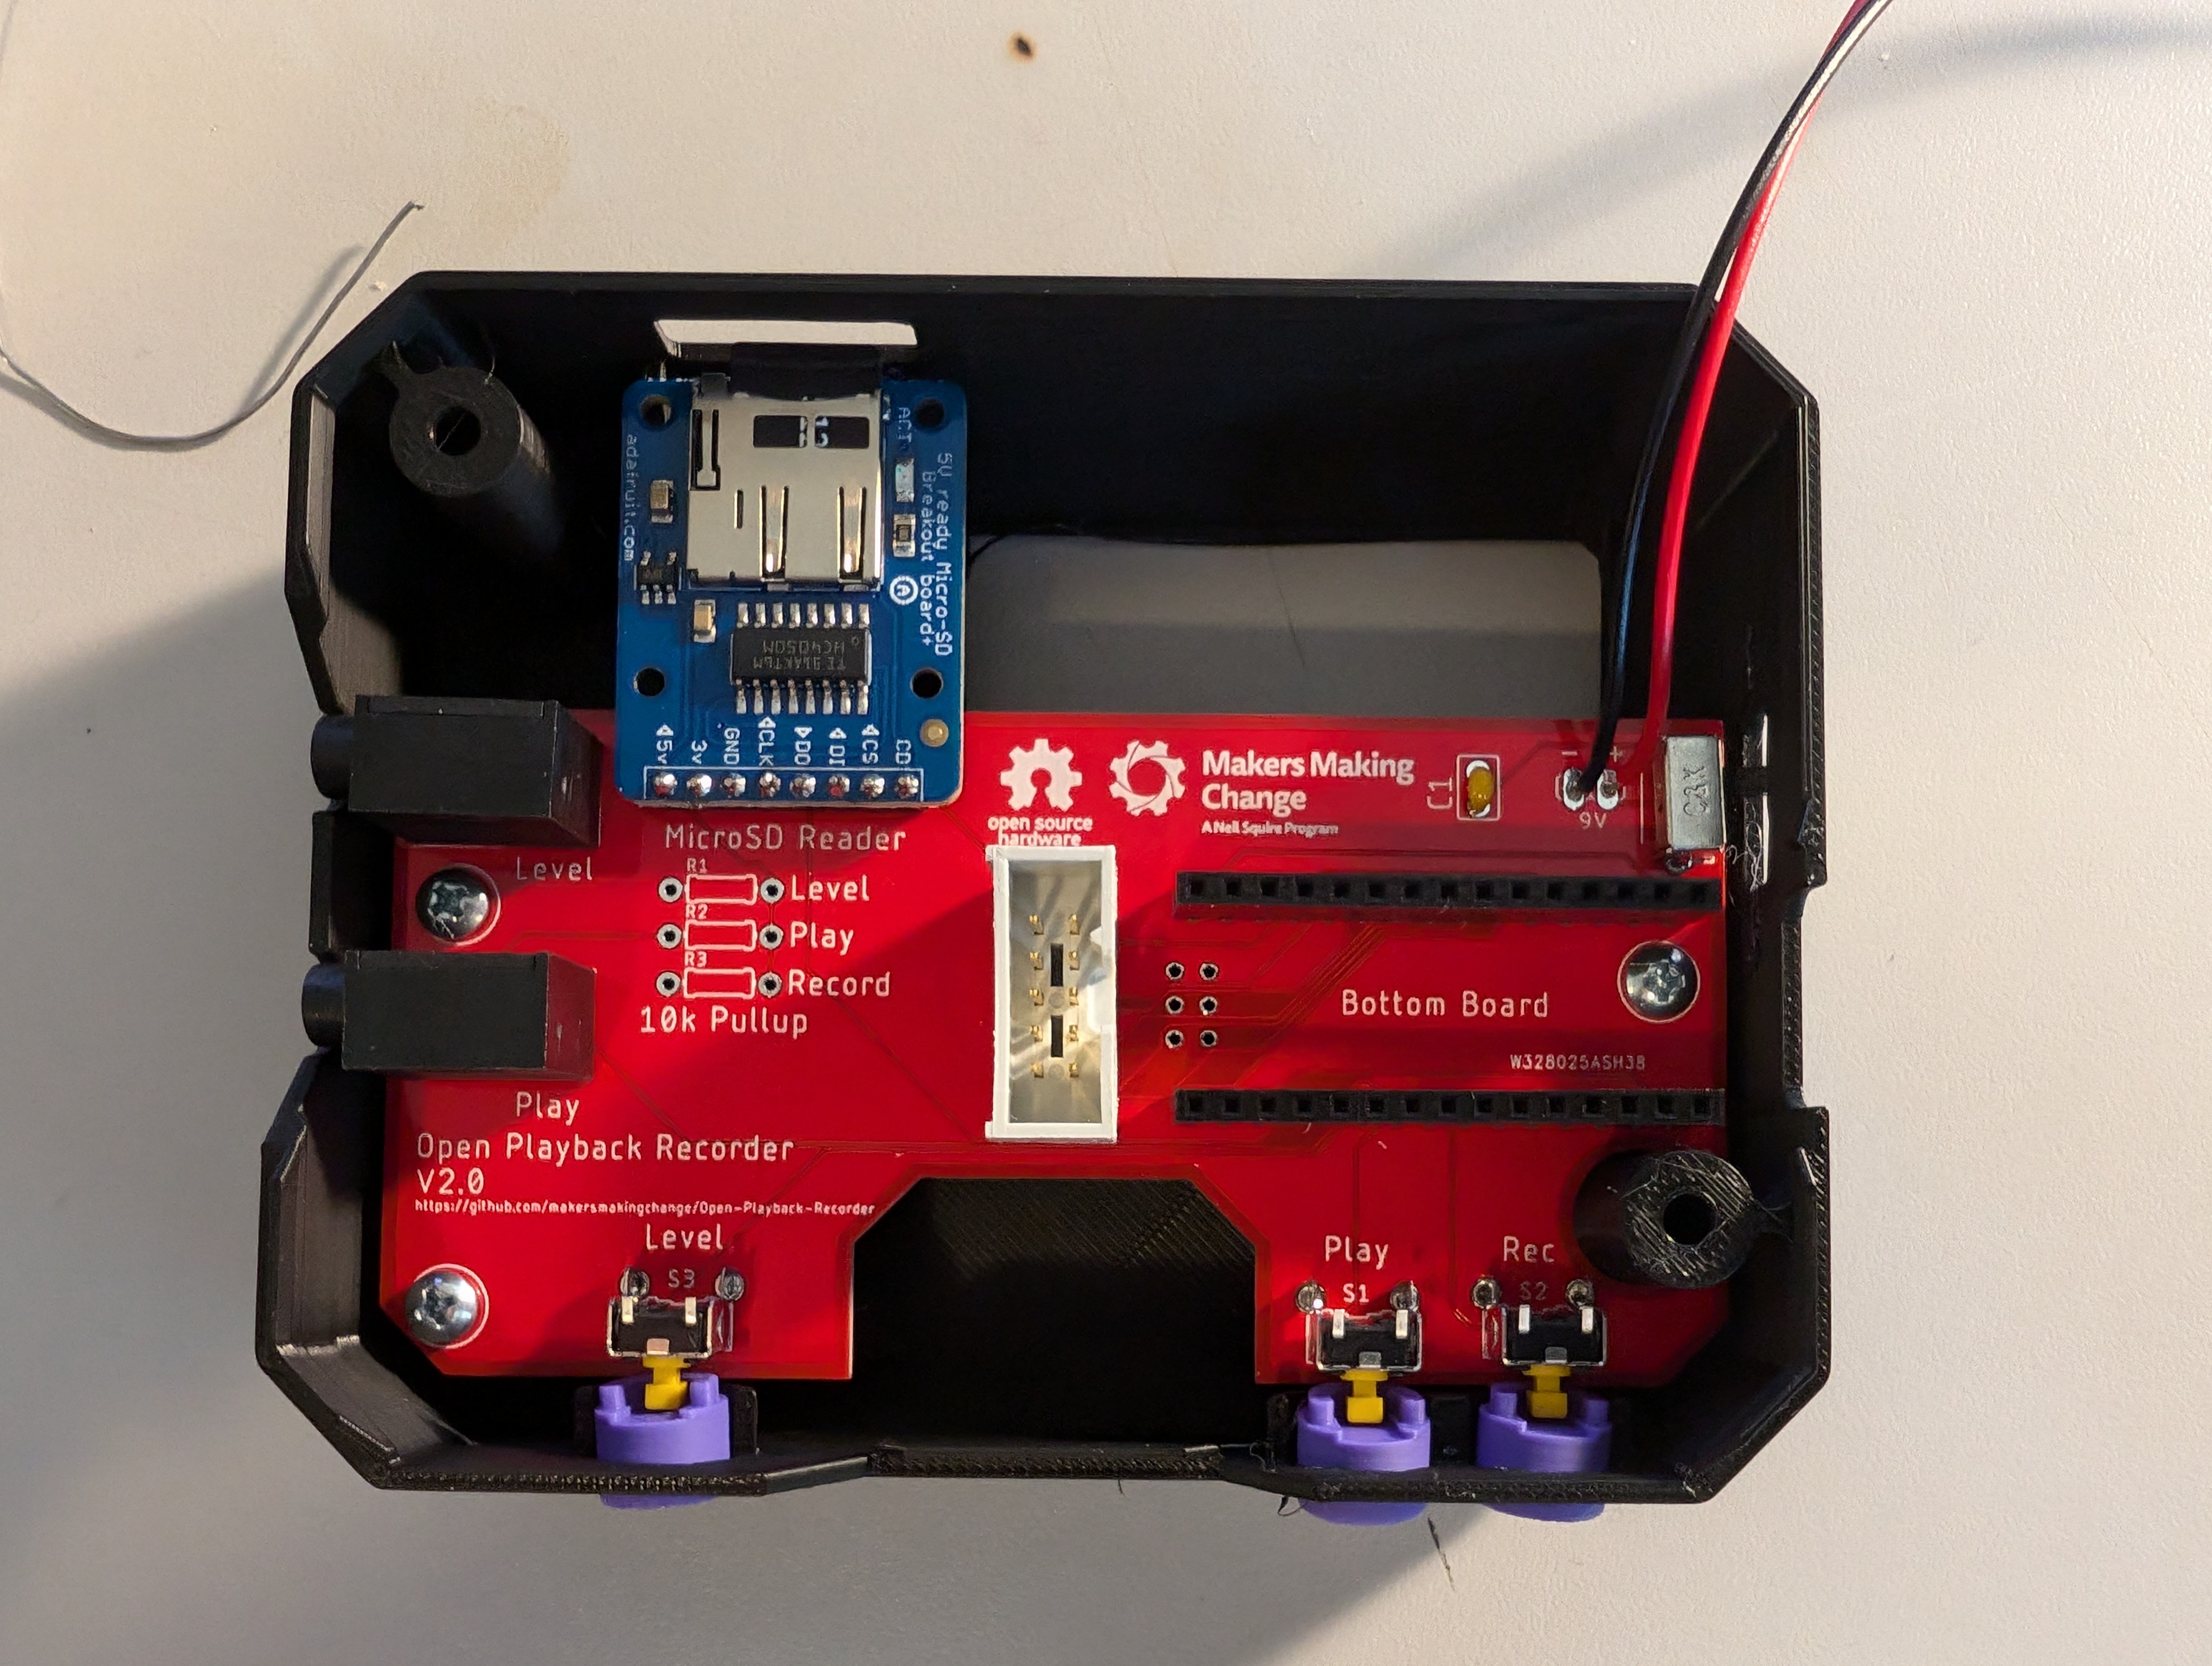 adafruit.com
ACT
5V ready Micro-SD
Breakout board+
HC4050M
5V
3V
GND
CLK
DO
DI
CS
CD
open source
hardware
Makers Making
Change
A Neil Squire Program
C1
-
+
9V
MicroSD Reader
Level
R1
Level
R2
Play
R3
Record
10k Pullup
Bottom Board
W328025ASH38
Play
Open Playback Recorder
V2.0
https://github.com/makersmakingchange/Open-Playback-Recorder
Level
S3
Play
S1
Rec
S2